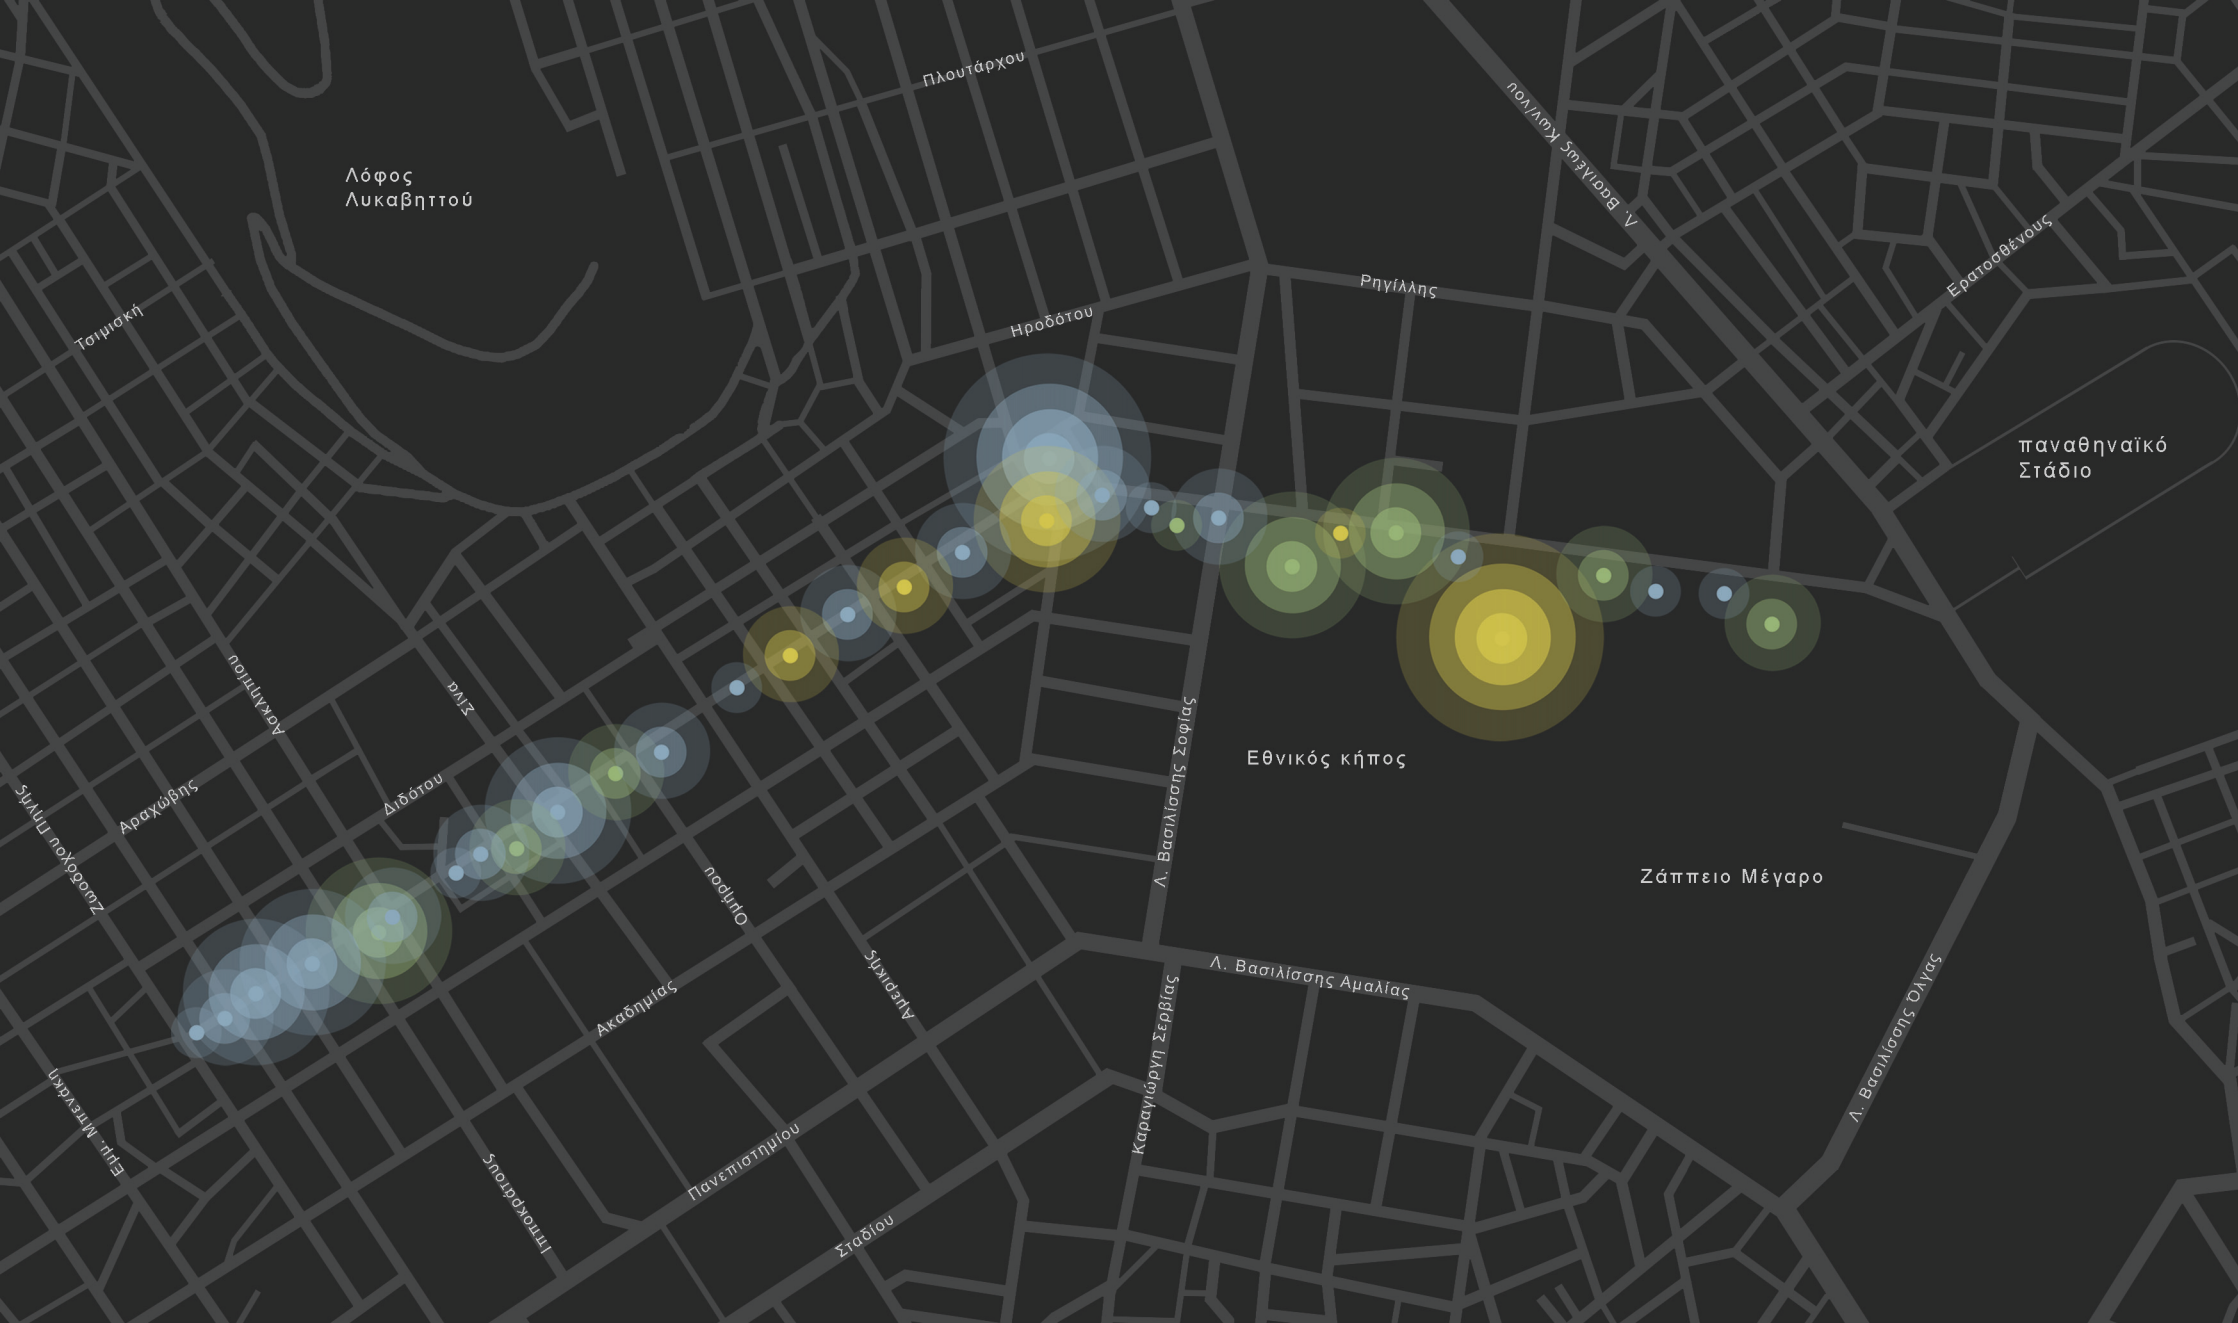 Πλουτάρχου
Λ. Βασιλέως Κων/νου
Λόφος
Λυκαβηττού
Ερατοσθένους
Ρηγίλλης
Τσιμισκή
Ηροδότου
παναθηναϊκό
Στάδιο
Ασκληπιού
Σίνα
Εθνικός κήπος
Λ. Βασιλίσσης Σοφίας
Αραχώβης
Διδότου
Ζωοδόχου Πηγής
Ομήρου
Ζάππειο Μέγαρο
Λ. Βασιλίσσης Αμαλίας
Αμερικής
Ακαδημίας
Λ. Βασιλίσσης Όλγας
Καραγιώργη Σερβίας
Εμμ. Μπενάκη
Πανεπιστημίου
Ιπποκράτους
Σταδίου